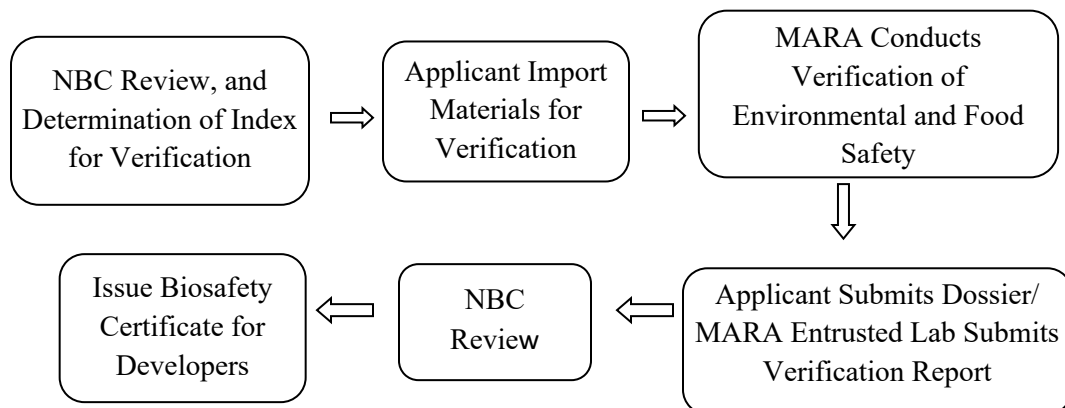 NBC Review, and
Determination of Index
for Verification
Applicant Import
Materials for
Verification
MARA Conducts
Verification of
Environmental and Food
Safety
Applicant Submits Dossier/
MARA Entrusted Lab Submits
Verification Report
NBC
Review
Issue Biosafety
Certificate for
Developers